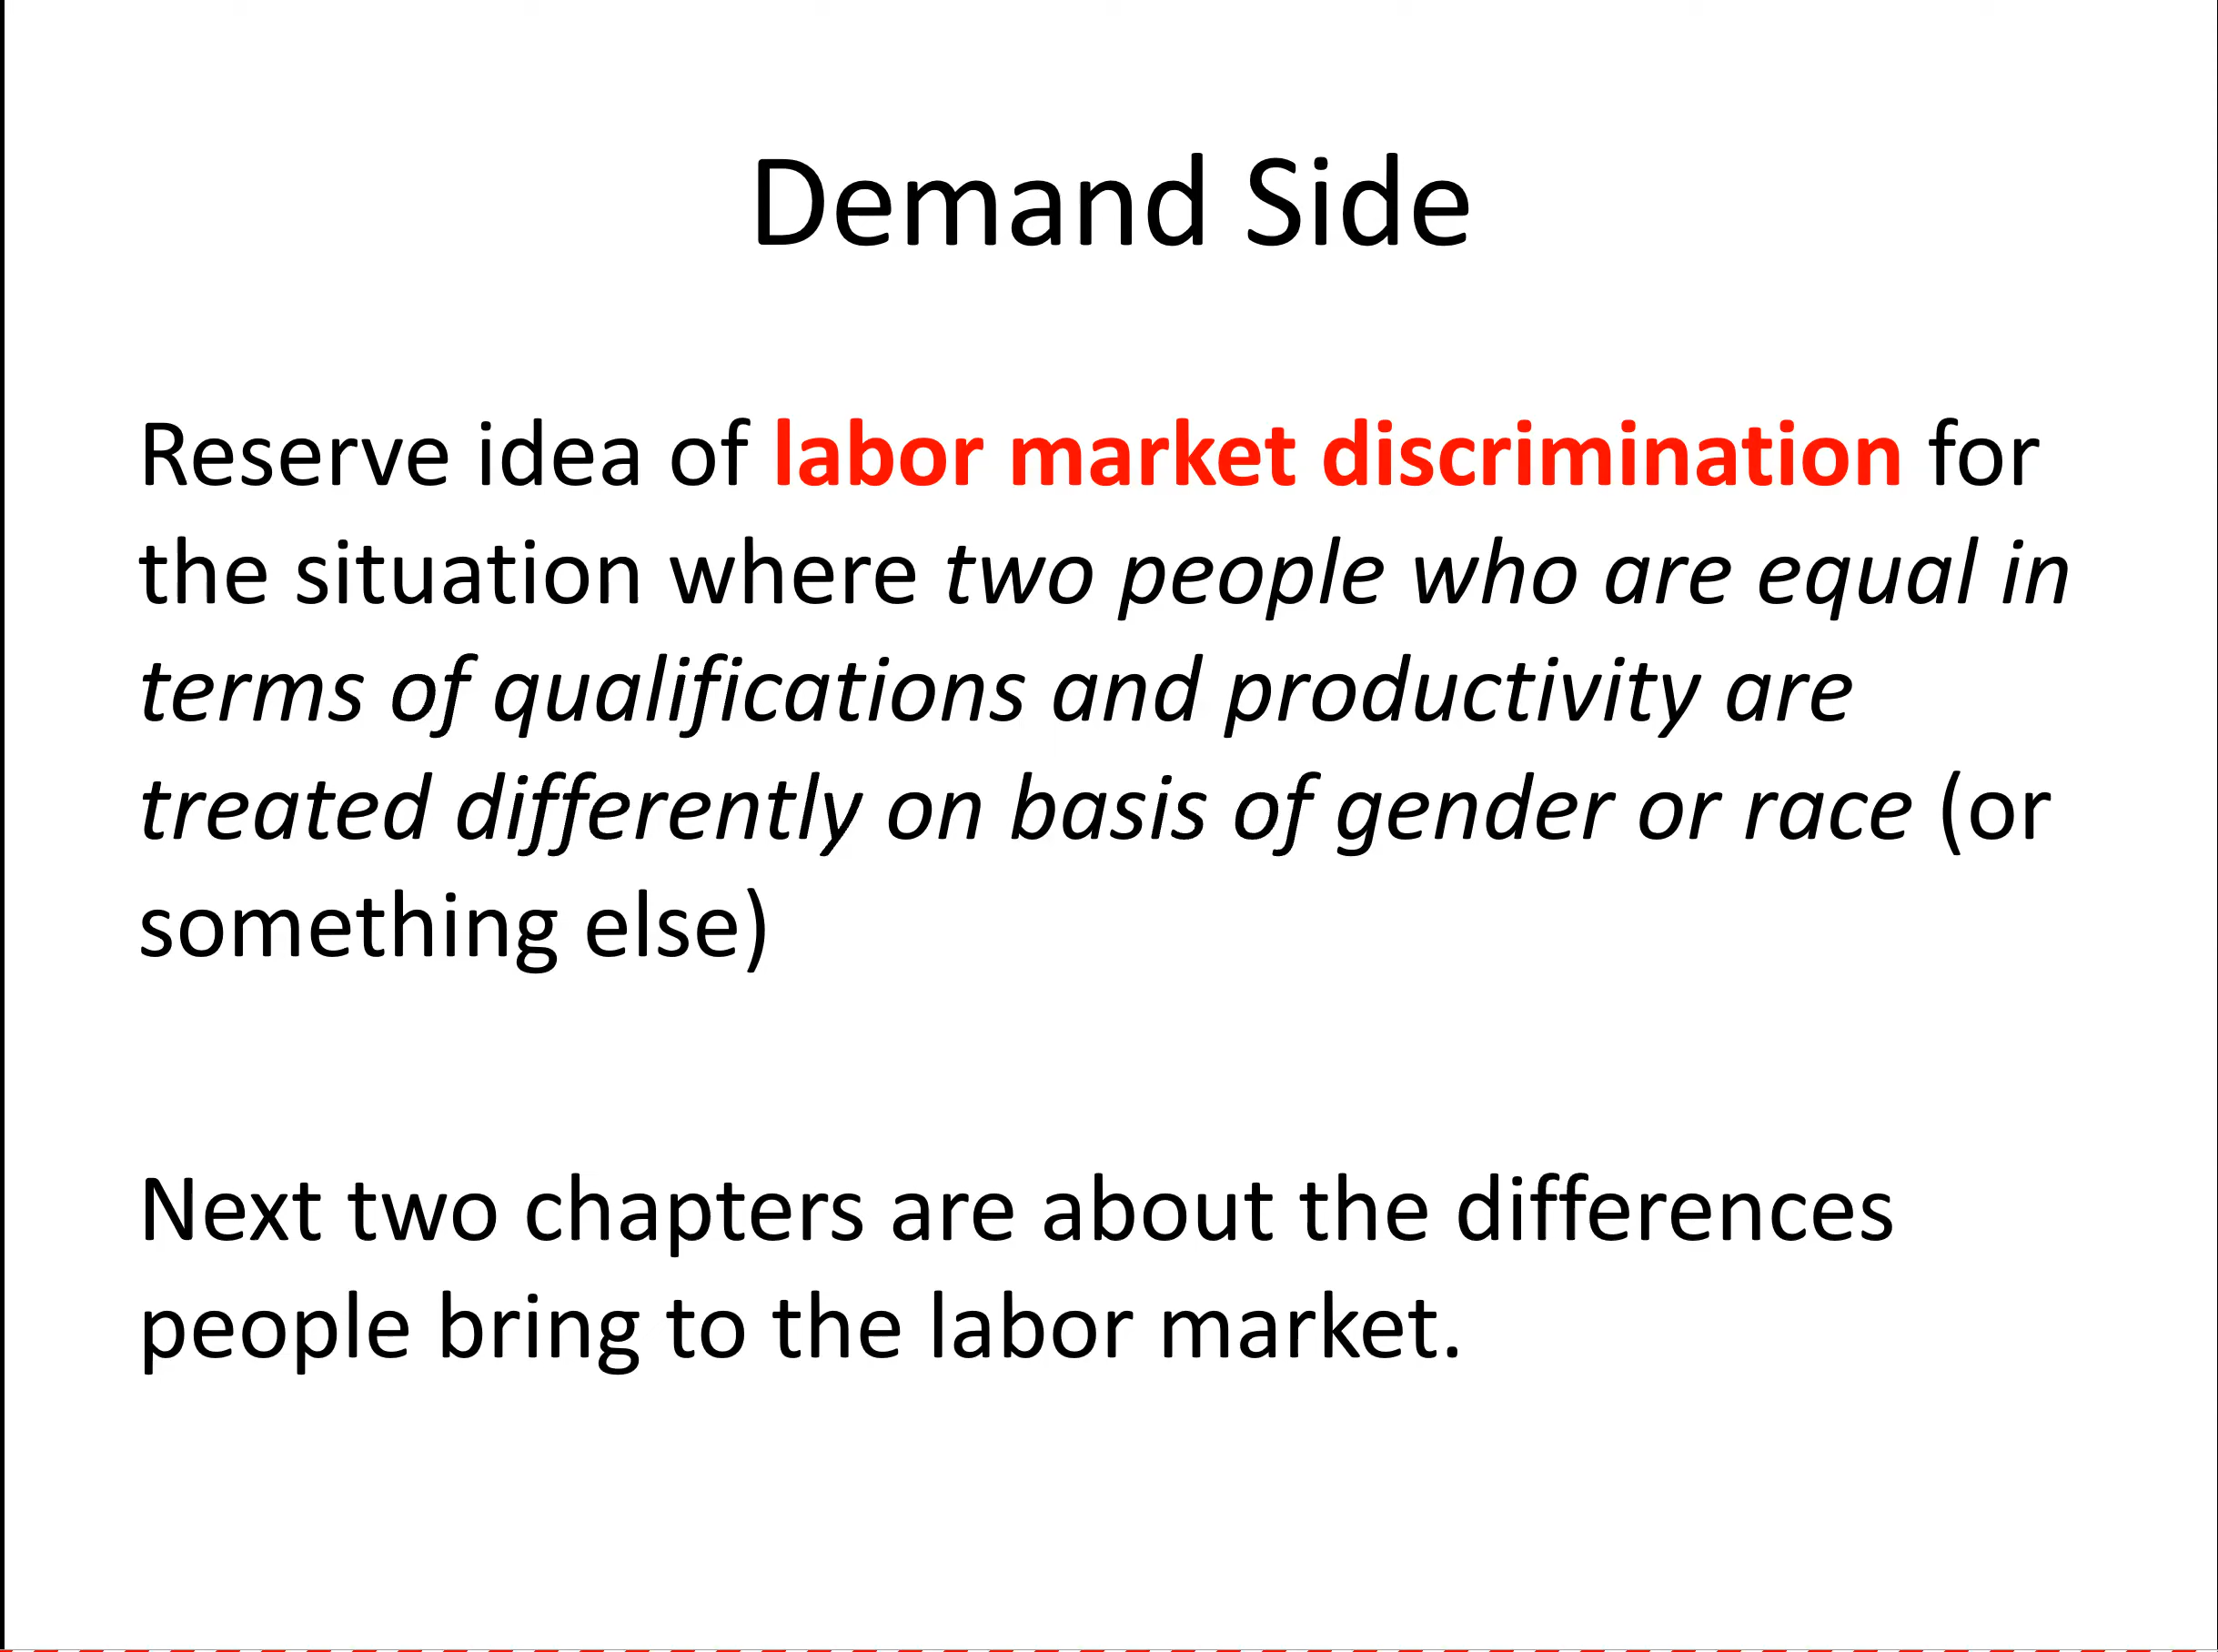 Demand Side
Reserve idea of labor market discrimination for
the situation where two people who are equal in
terms of qualifications and productivity are
treated differently on basis of gender or race (or
something else)
Next two chapters are about the differences
people bring to the labor market.